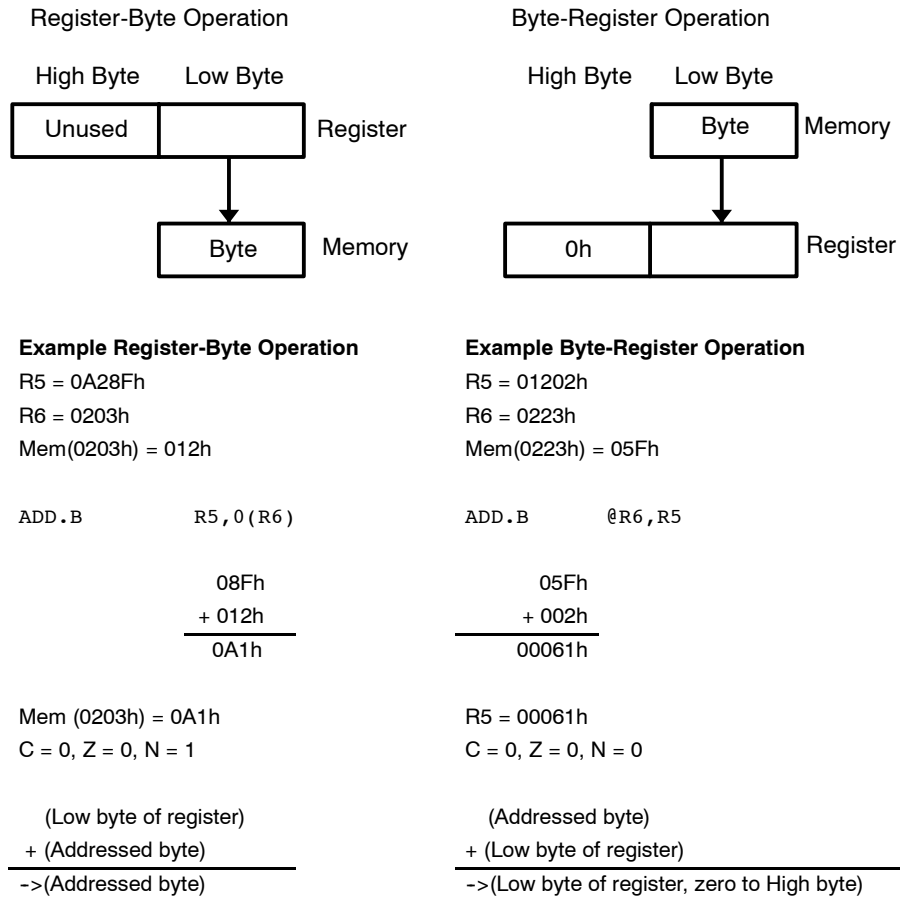 Register-Byte Operation
High Byte Low Byte
Unused
Register
Byte
Memory
Example Register-Byte Operation
R5 = 0A28Fh
R6 = 0203h
Mem(0203h) = 012h
ADD.B R5,0(R6)
08Fh
+ 012h
0A1h
Mem (0203h) = 0A1h
C = 0, Z = 0, N = 1
(Low byte of register)
+ (Addressed byte)
->(Addressed byte)
Byte-Register Operation
High Byte Low Byte
Byte
Memory
0h
Register
Example Byte-Register Operation
R5 = 01202h
R6 = 0223h
Mem(0223h) = 05Fh
ADD.B @R6,R5
05Fh
+ 002h
00061h
R5 = 00061h
C = 0, Z = 0, N = 0
(Addressed byte)
+ (Low byte of register)
->(Low byte of register, zero to High byte)